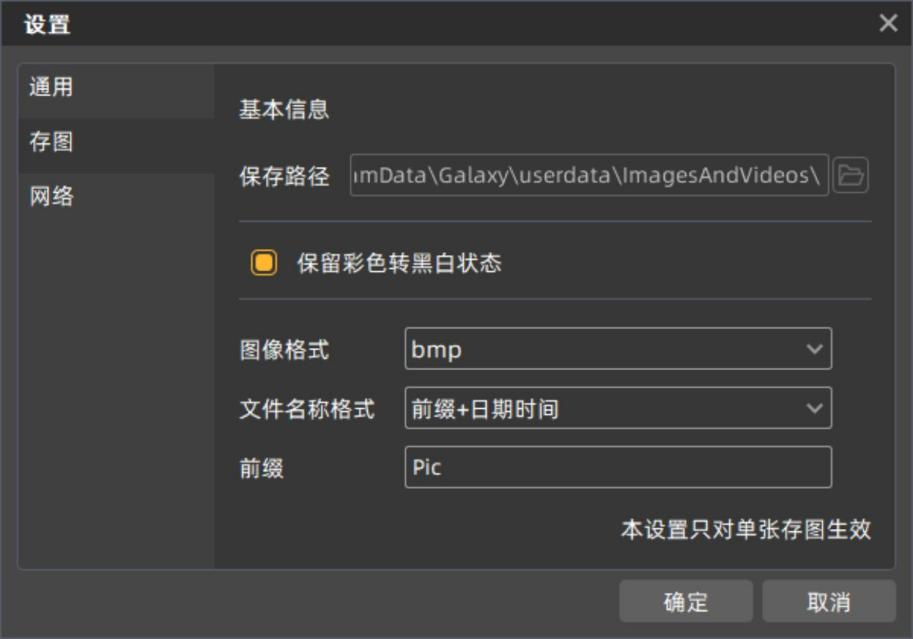 设置
通用
存图
网络
基本信息
保存路径
mData\Galaxy\userdata\ImagesAndVideos\
保留彩色转黑白状态
图像格式 bmp
文件名称格式 前缀+日期时间
前缀 Pic
本设置只对单张存图生效
确定 取消